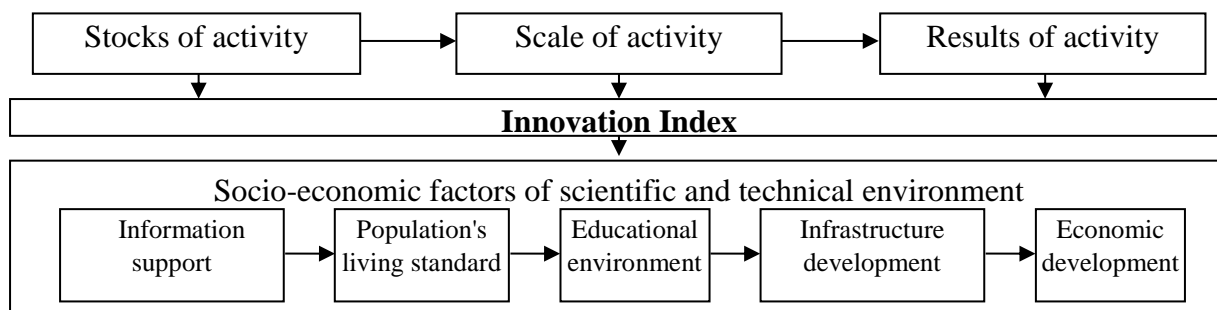 Stocks of activity
Scale of activity
Results of activity
Innovation Index
Socio-economic factors of scientific and technical environment
Information
support
Population's
living standard
Educational
environment
Infrastructure
development
Economic
development